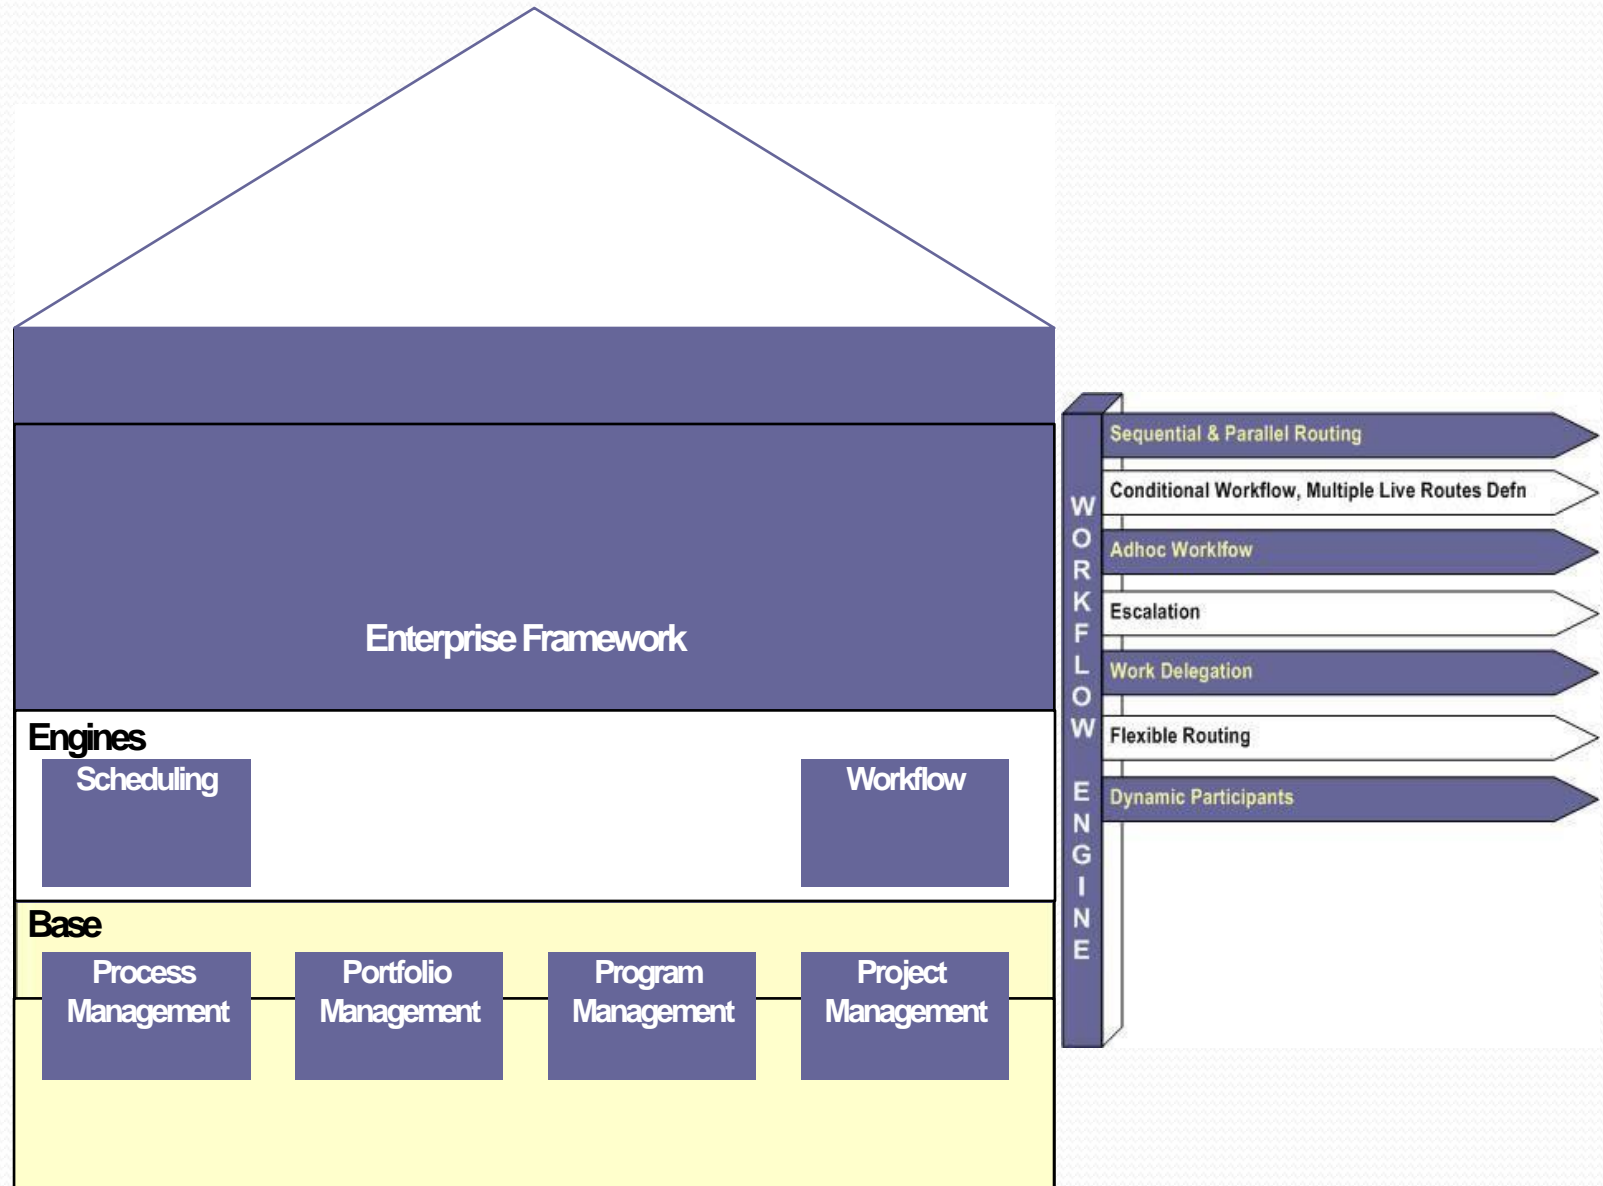 Enterprise Framework
Engines
Scheduling
Workflow
Base
Process
Management
Portfolio
Management
Program
Management
Project
Management
WORKFLOW ENGINE
Sequential & Parallel Routing
Conditional Workflow, Multiple Live Routes Defn
Adhoc Worklfow
Escalation
Work Delegation
Flexible Routing
Dynamic Participants